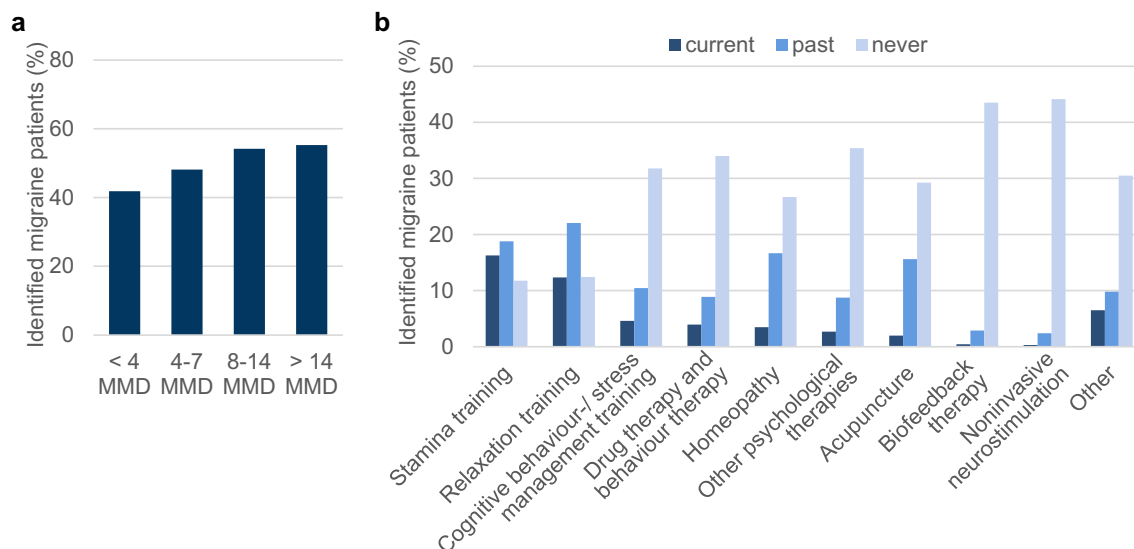 a
Identified migraine patients (%)
80
60
40
20
0
< 4
MMD
4-7
MMD
8-14
MMD
> 14
MMD
b
current past never
Identified migraine patients (%)
50
40
30
20
10
0
Stamina training
Relaxation training
Cognitive behaviour-/ stress
management training
Drug therapy and
behaviour therapy
Homeopathy
Other psychological
therapies
Acupuncture
Biofeedback
therapy
Noninvasive
neurostimulation
Other